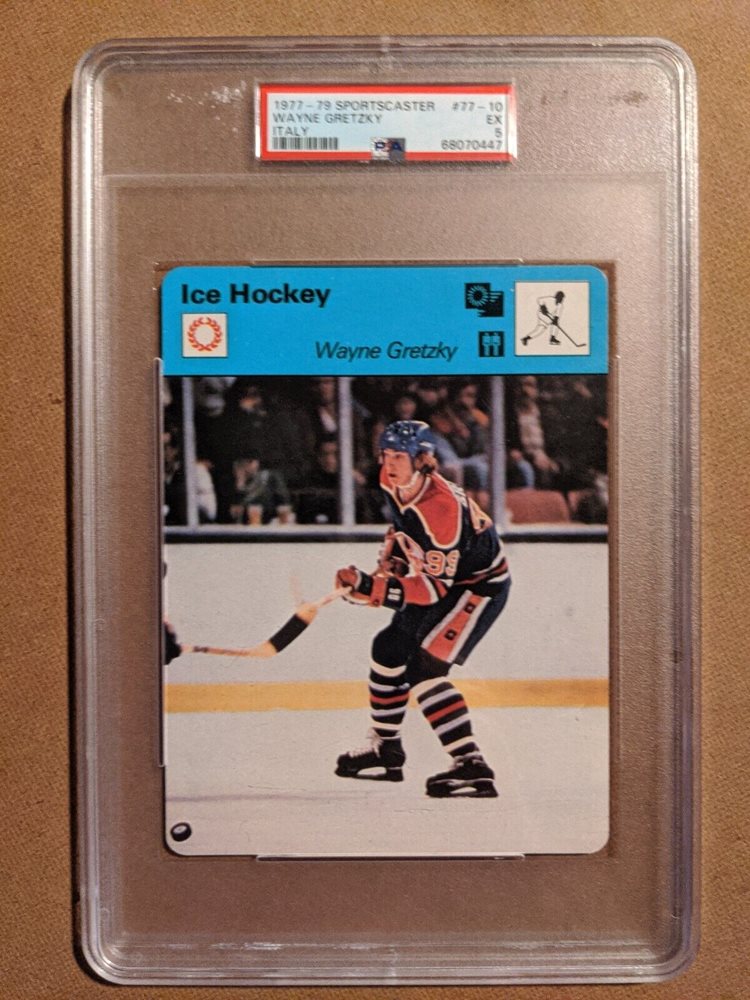 1977-79 SPORTSCASTER #77-10
WAYNE GRETZKY EX
ITALY 5
PSA 68070447
Ice Hockey
Wayne Gretzky
99